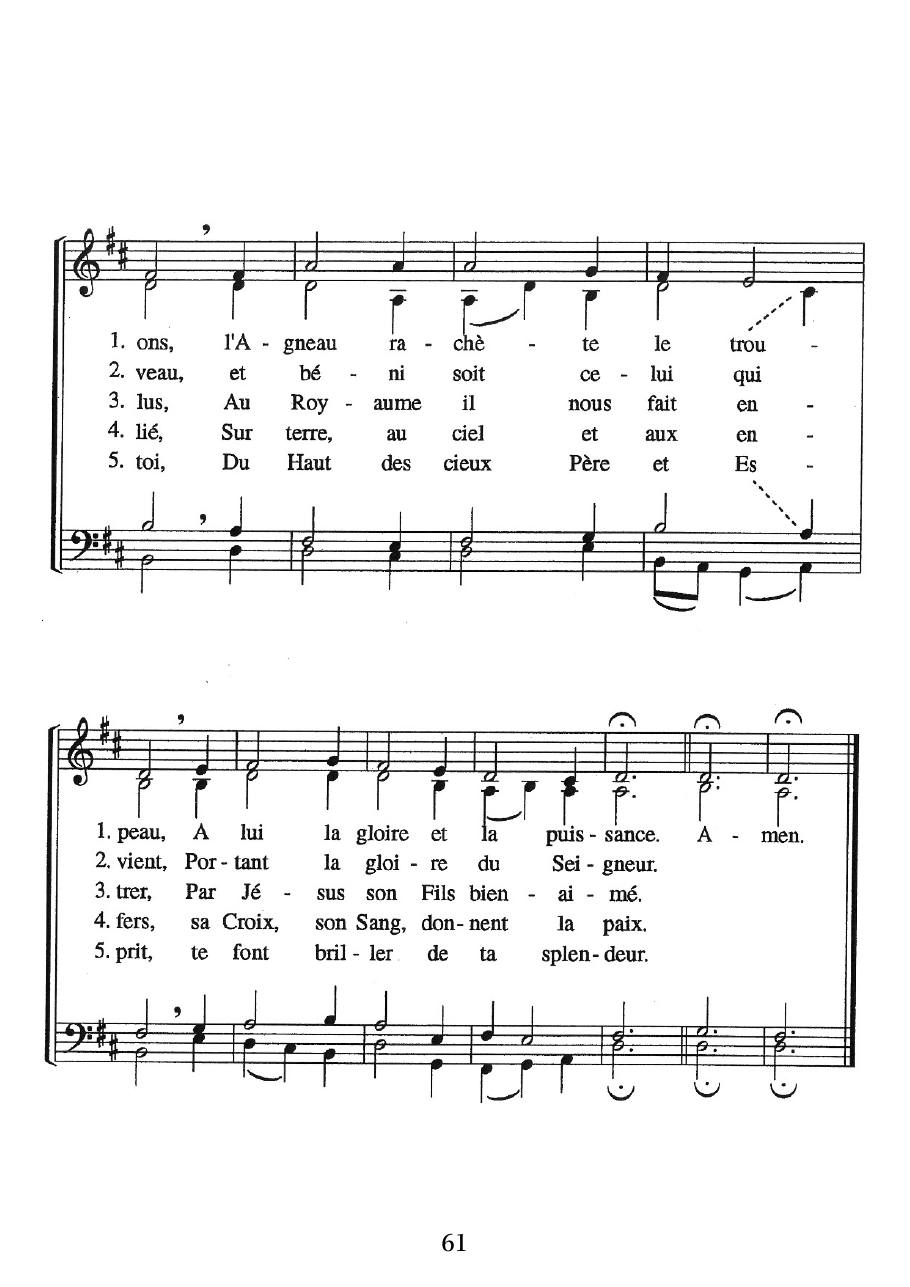 1. ons, l'A - gneau ra - chè - te le trou -
2. veau, et bé - ni soit ce - lui qui
3. lus, Au Roy - aume il nous fait en -
4. lié, Sur terre, au ciel et aux en -
5. toi, Du Haut des cieux Père et Es -
1. peau, A lui la gloire et la puis - sance. A - men.
2. vient, Por - tant la gloi - re du Sei - gneur.
3. trer, Par Jé - sus son Fils bien - ai - mé.
4. fers, sa Croix, son Sang, don - nent la paix.
5. prit, te font bril - ler de ta splen - deur.
61